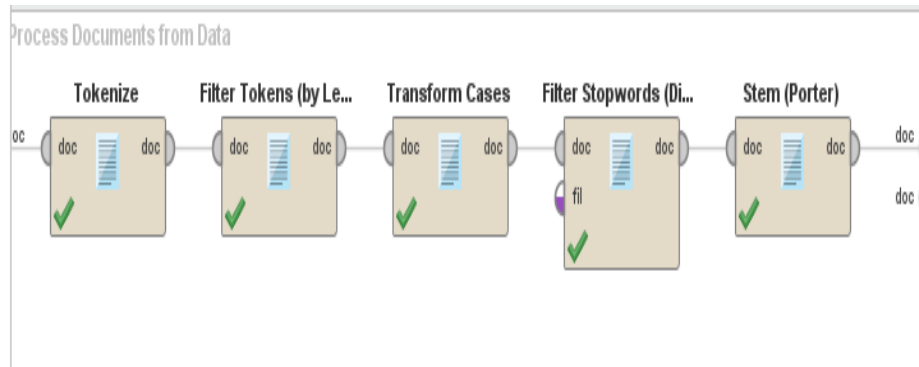 Process Documents from Data
Tokenize
Filter Tokens (by Le...
Transform Cases
Filter Stopwords (Di...
Stem (Porter)
oc
doc doc
doc doc
doc doc
doc doc
doc doc
doc
fil
doc